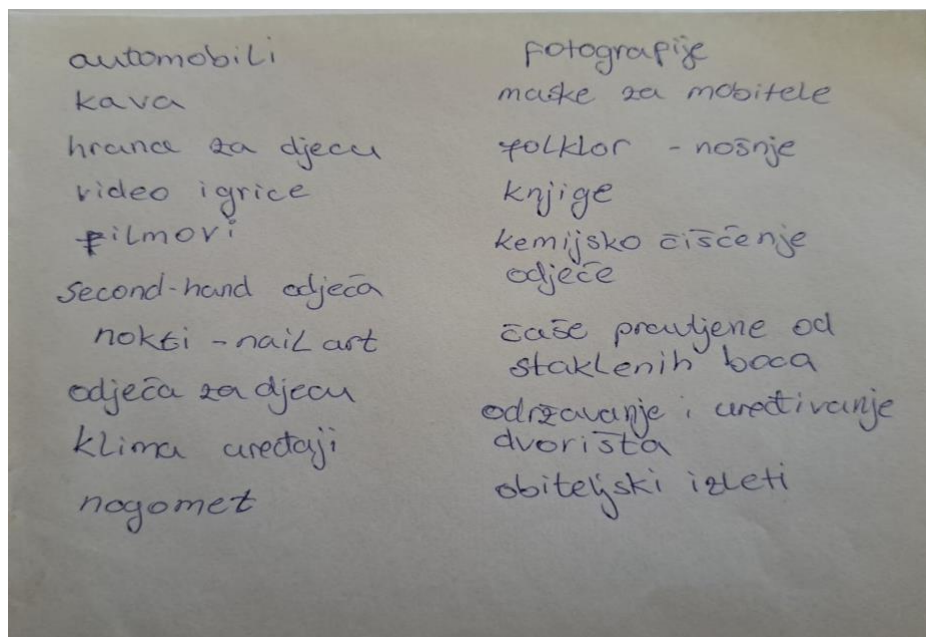 automobili
kava
hrana za djecu
video igrice
filmovi
second-hand odjeća
nokti - nail art
odjeća za djecu
klima uređaji
nogomet
fotografije
maske za mobitele
folklor - nošnje
knjige
kemijsko čišćenje
odjeće
čaše pravljene od
staklenih boca
održavanje i uređivanje
dvorišta
obiteljski izleti